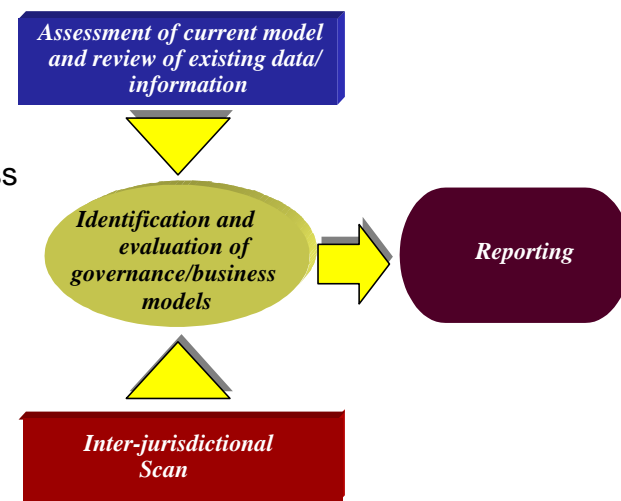 Assessment of current model
and review of existing data/
information
Identification and
evaluation of
governance/business
models
Reporting
Inter-jurisdictional
Scan